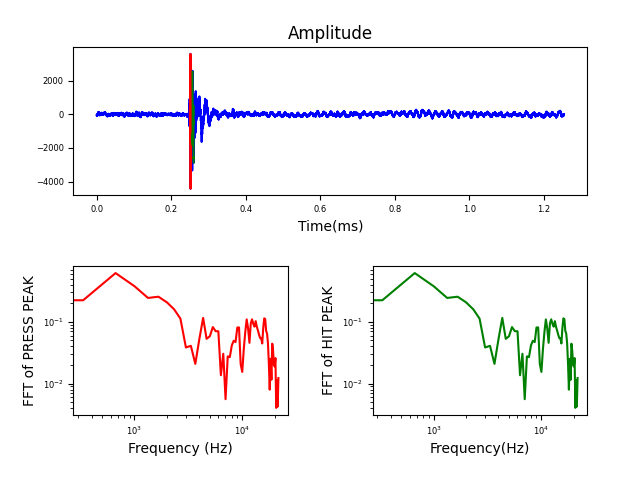 Amplitude
2000
0
−2000
−4000
0.0 0.2 0.4 0.6 0.8 1.0 1.2
Time(ms)
FFT of PRESS PEAK
10⁻¹
10⁻²
10³ 10⁴
Frequency (Hz)
FFT of HIT PEAK
10⁻¹
10⁻²
10³ 10⁴
Frequency(Hz)